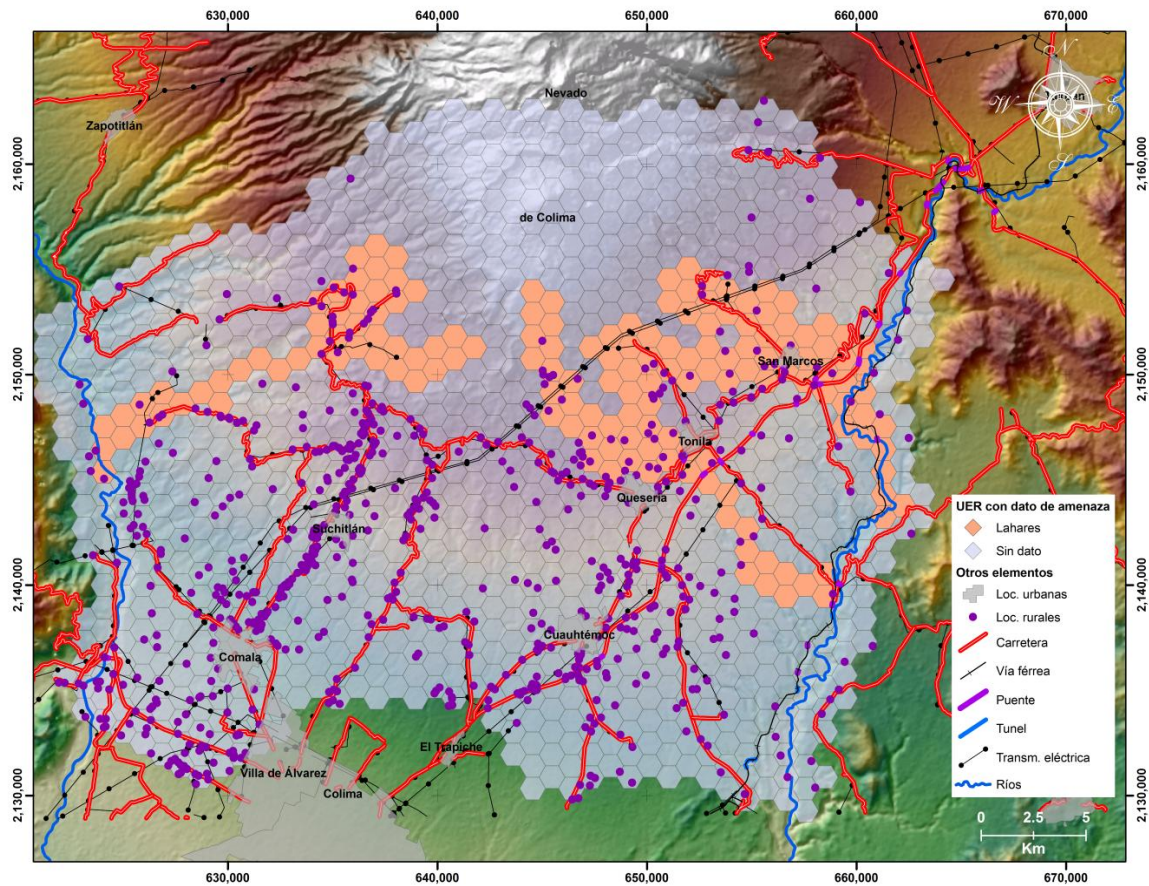 630,000
640,000
650,000
660,000
670,000
N
W
E
S
Nevado
Zapotitlán
2,160,000
2,160,000
de Colima
San Marcos
2,150,000
2,150,000
Tonila
Quesería
Suchitlán
UER con dato de amenaza
Lahares
Sin dato
Otros elementos
Loc. urbanas
Loc. rurales
Carretera
Vía férrea
Puente
Tunel
Transm. eléctrica
Ríos
2,140,000
2,140,000
Cuauhtémoc
Comala
El Trapiche
Villa de Álvarez
Colima
2,130,000
2,130,000
0 2.5 5
Km
630,000
640,000
650,000
660,000
670,000